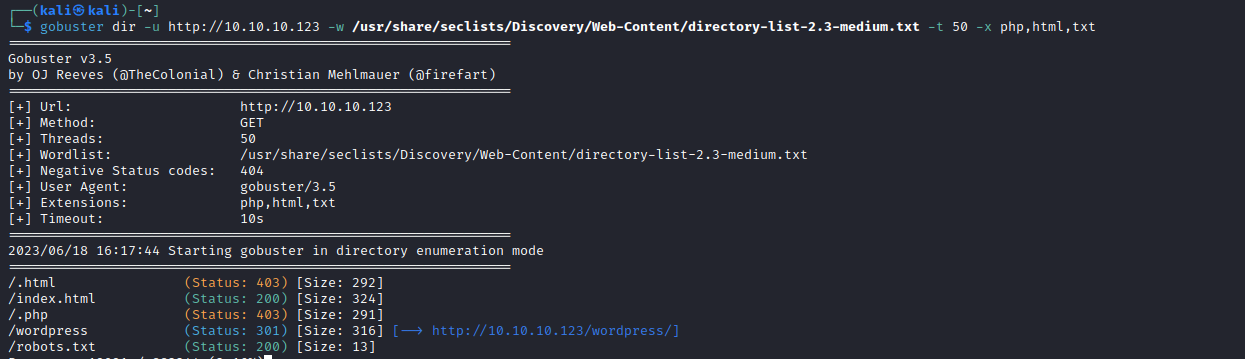 ┌──(kali㉿kali)-[~]
└─$ gobuster dir -u http://10.10.10.123 -w /usr/share/seclists/Discovery/Web-Content/directory-list-2.3-medium.txt -t 50 -x php,html,txt
===============================================================
Gobuster v3.5
by OJ Reeves (@TheColonial) & Christian Mehlmauer (@firefart)
===============================================================
[+] Url:                     http://10.10.10.123
[+] Method:                  GET
[+] Threads:                 50
[+] Wordlist:                /usr/share/seclists/Discovery/Web-Content/directory-list-2.3-medium.txt
[+] Negative Status codes:   404
[+] User Agent:              gobuster/3.5
[+] Extensions:              php,html,txt
[+] Timeout:                 10s
===============================================================
2023/06/18 16:17:44 Starting gobuster in directory enumeration mode
===============================================================
/.html                (Status: 403) [Size: 292]
/index.html           (Status: 200) [Size: 324]
/.php                 (Status: 403) [Size: 291]
/wordpress            (Status: 301) [Size: 316] [--> http://10.10.10.123/wordpress/]
/robots.txt           (Status: 200) [Size: 13]